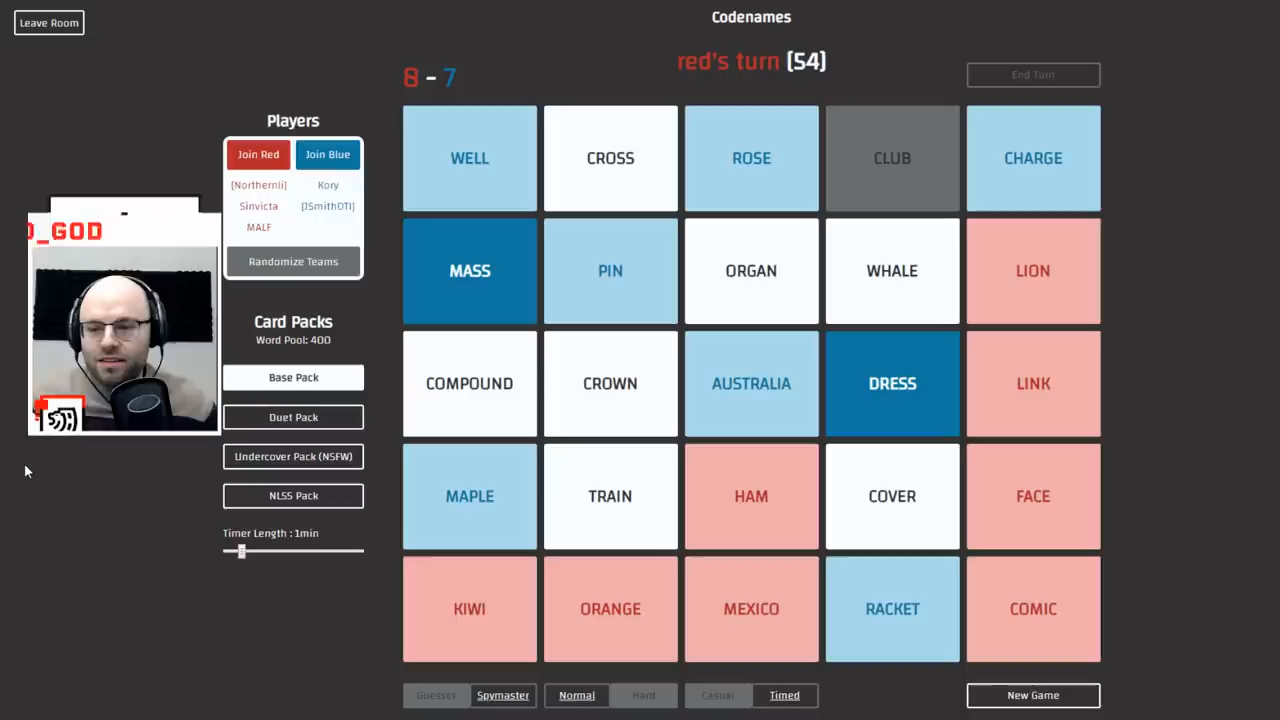 Leave Room
Codenames
red's turn [54]
8 - 7
End Turn
Players
Join Red
Join Blue
[Northernli]
Kory
Sinvicta
[JSmithOTI]
MALF
Randomize Teams
Card Packs
Word Pool: 400
Base Pack
Duet Pack
Undercover Pack (NSFW)
NLSS Pack
Timer Length : 1min
WELL
CROSS
ROSE
CLUB
CHARGE
MASS
PIN
ORGAN
WHALE
LION
COMPOUND
CROWN
AUSTRALIA
DRESS
LINK
MAPLE
TRAIN
HAM
COVER
FACE
KIWI
ORANGE
MEXICO
RACKET
COMIC
Guesser
Spymaster
Normal
Hard
Casual
Timed
New Game
_GOD